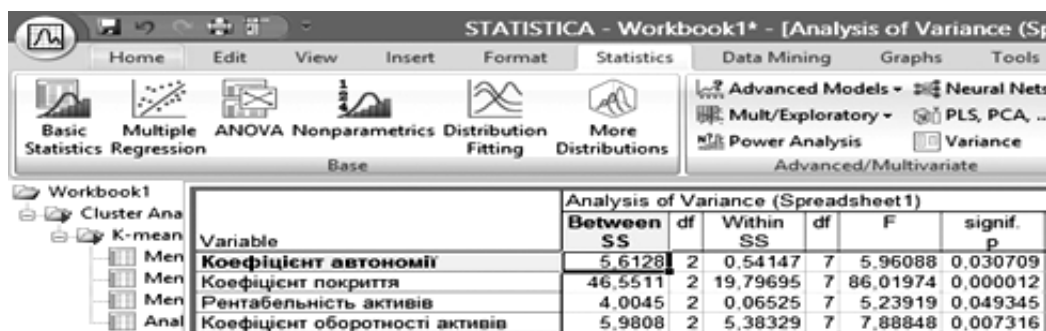 STATISTICA - Workbook1* - [Analysis of Variance (Sp
Home Edit View Insert Format Statistics Data Mining Graphs Tools
Basic Statistics
Multiple Regression
ANOVA
Nonparametrics
Distribution Fitting
More Distributions
Base
Advanced Models
Neural Nets
Mult/Exploratory
PLS, PCA, ...
Power Analysis
Variance
Advanced/Multivariate
Workbook1
Cluster Ana
K-mean
Men
Men
Men
Anal
Analysis of Variance (Spreadsheet1)
Variable Between SS df Within SS df F signif. p
Коефіцієнт автономії 5,6128 2 0,54147 7 5,96088 0,030709
Коефіцієнт покриття 46,5511 2 19,79695 7 86,01974 0,000012
Рентабельність активів 4,0045 2 0,06525 7 5,23919 0,049345
Коефіцієнт оборотності активів 5,9808 2 5,38329 7 7,88848 0,007316